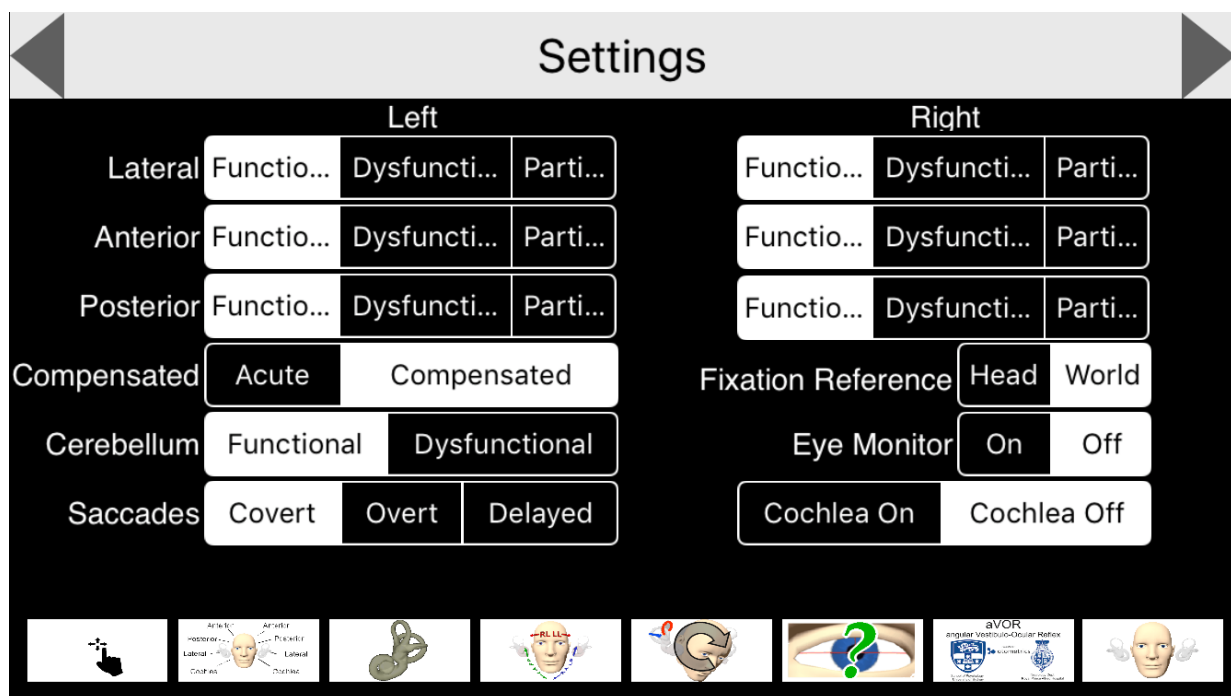 Settings
Left Right
Lateral Functio... Dysfuncti... Parti... Functio... Dysfuncti... Parti...
Anterior Functio... Dysfuncti... Parti... Functio... Dysfuncti... Parti...
Posterior Functio... Dysfuncti... Parti... Functio... Dysfuncti... Parti...
Compensated Acute Compensated Fixation Reference Head World
Cerebellum Functional Dysfunctional Eye Monitor On Off
Saccades Covert Overt Delayed Cochlea On Cochlea Off
Anterior Anterior
Posterior Posterior
Lateral Lateral
Cochlea Cochlea
RL LL
?
aVOR
angular Vestibulo-Ocular Reflex